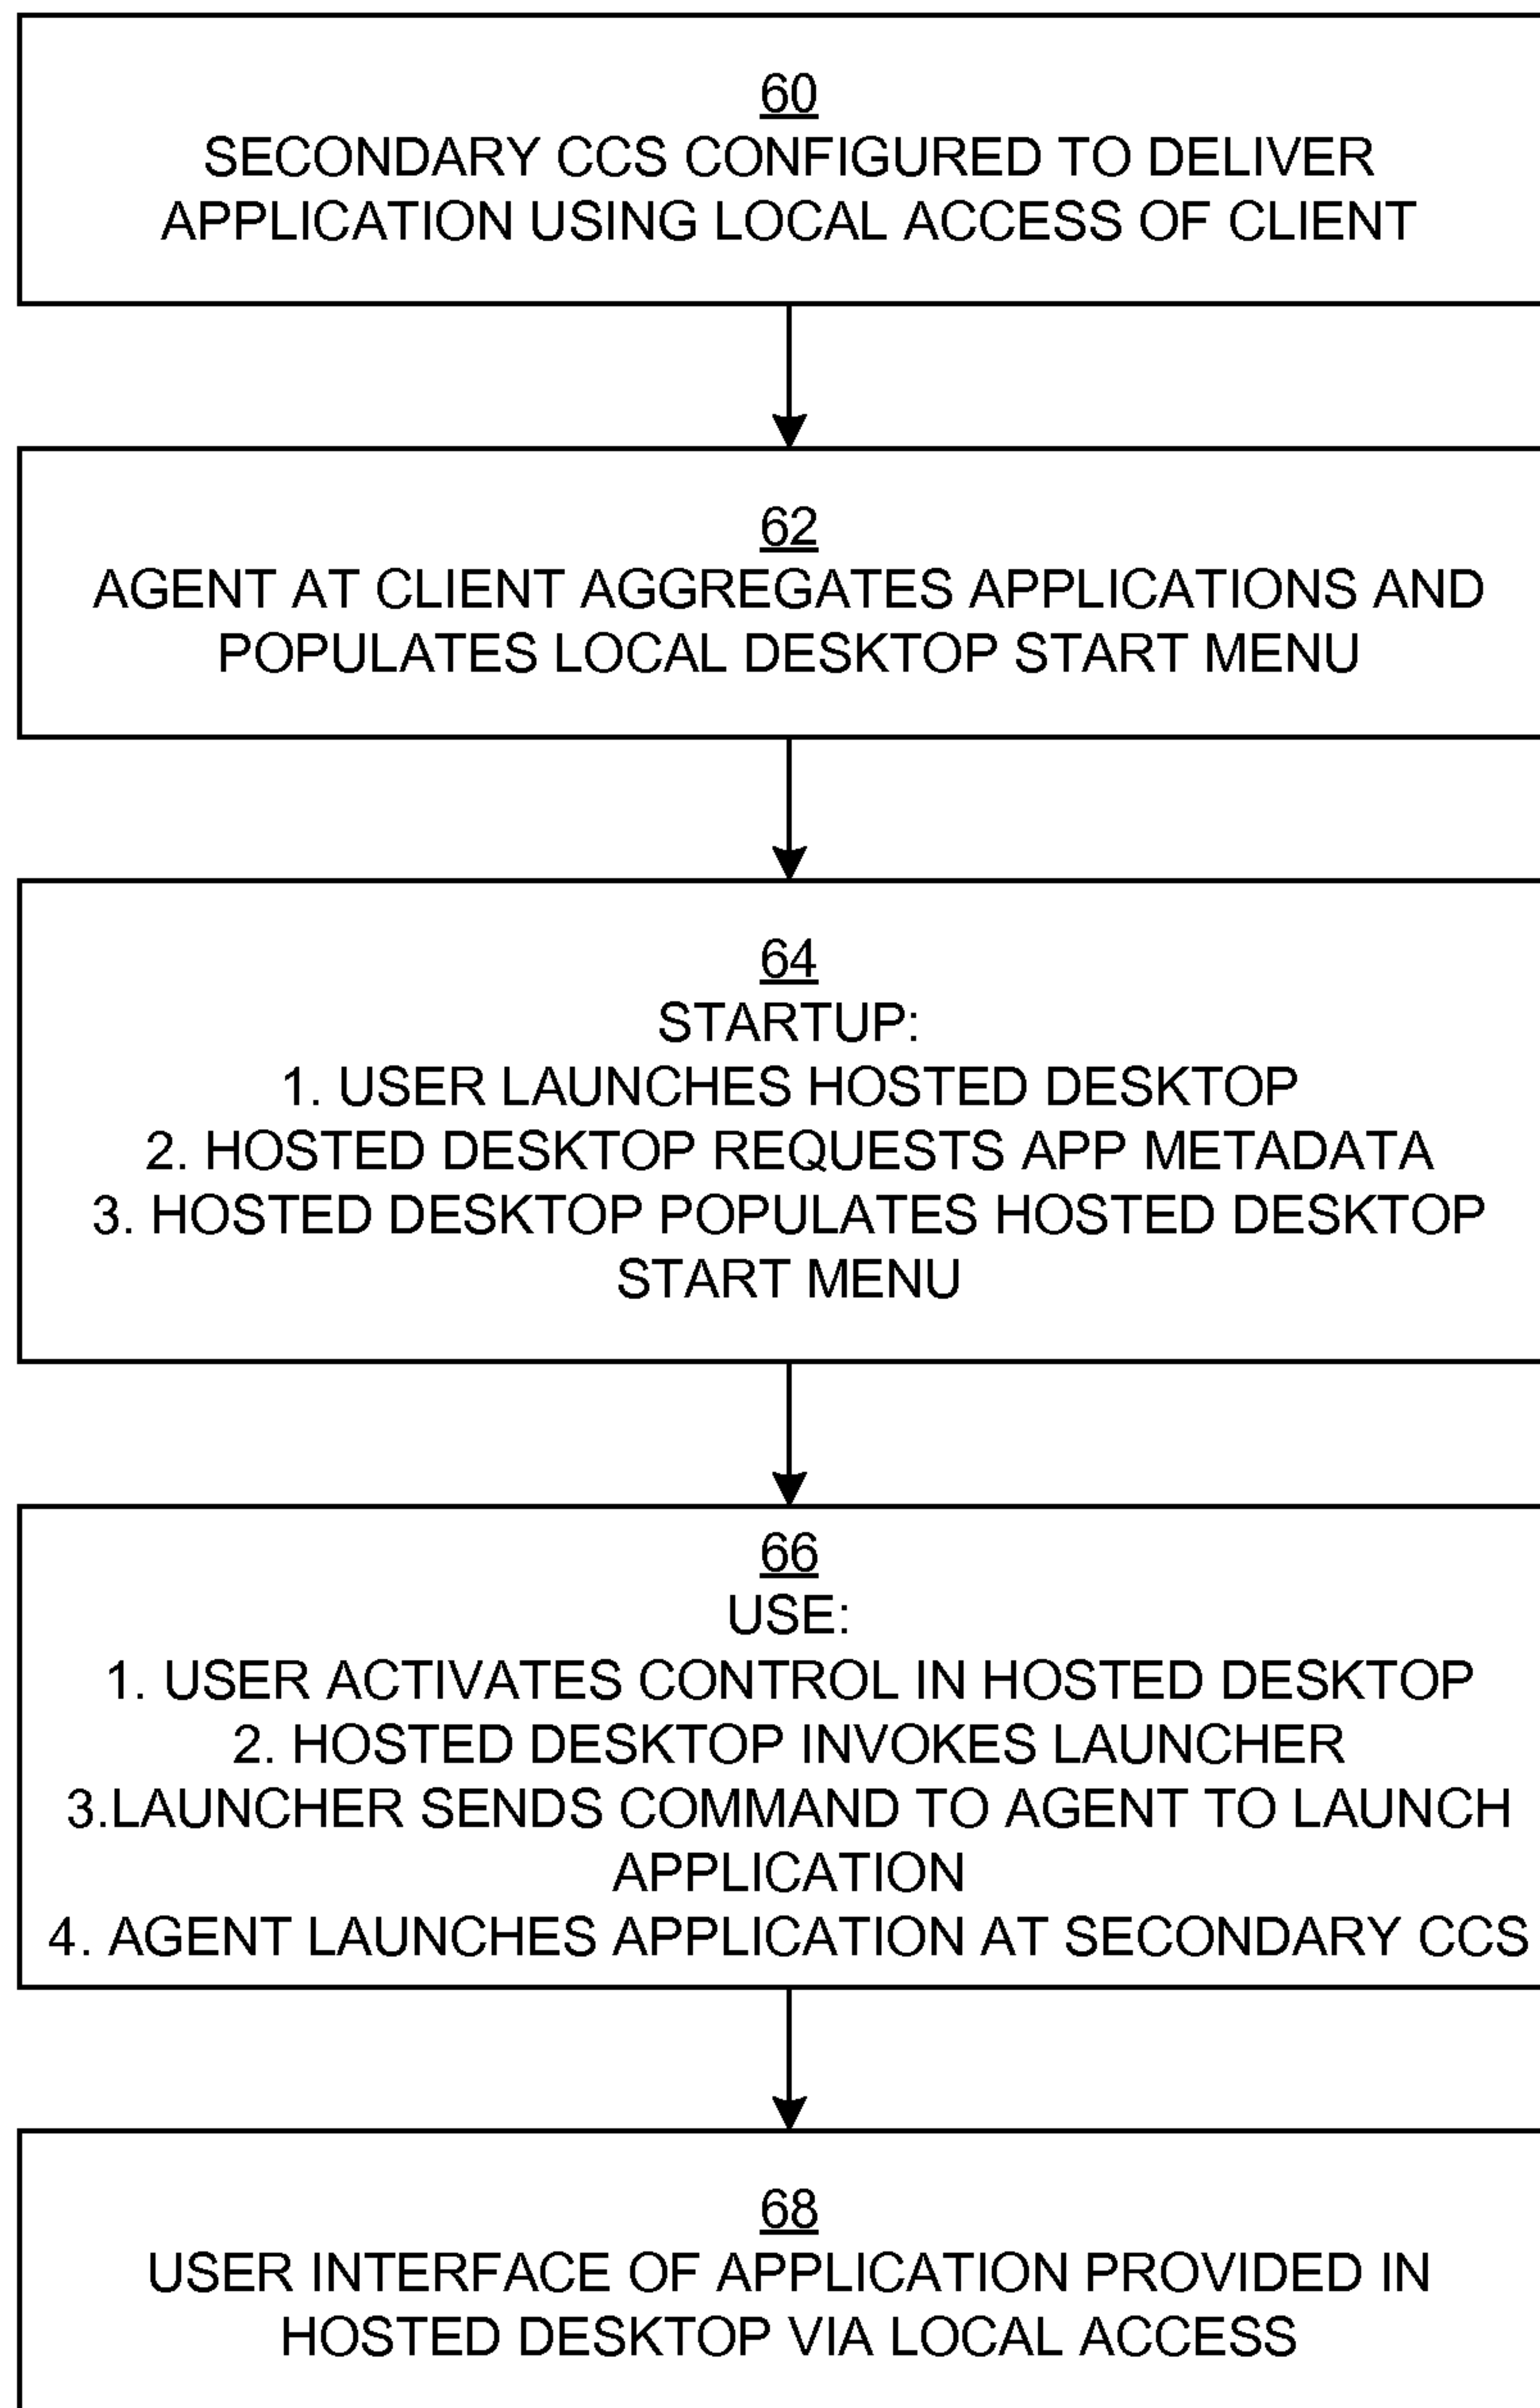 60
SECONDARY CCS CONFIGURED TO DELIVER
APPLICATION USING LOCAL ACCESS OF CLIENT
62
AGENT AT CLIENT AGGREGATES APPLICATIONS AND
POPULATES LOCAL DESKTOP START MENU
64
STARTUP:
1. USER LAUNCHES HOSTED DESKTOP
2. HOSTED DESKTOP REQUESTS APP METADATA
3. HOSTED DESKTOP POPULATES HOSTED DESKTOP
START MENU
66
USE:
1. USER ACTIVATES CONTROL IN HOSTED DESKTOP
2. HOSTED DESKTOP INVOKES LAUNCHER
3.LAUNCHER SENDS COMMAND TO AGENT TO LAUNCH
APPLICATION
4. AGENT LAUNCHES APPLICATION AT SECONDARY CCS
68
USER INTERFACE OF APPLICATION PROVIDED IN
HOSTED DESKTOP VIA LOCAL ACCESS